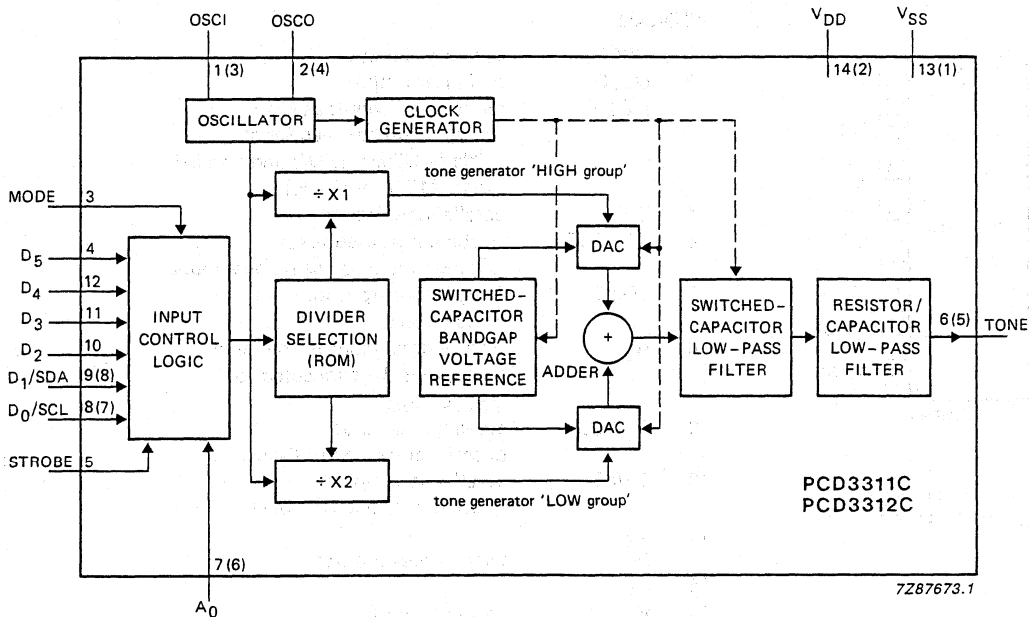 OSCI OSCO VDD VSS
1 (3) 2 (4) 14 (2) 13 (1)
OSCILLATOR
CLOCK
GENERATOR
tone generator 'HIGH group'
MODE 3
÷ X1
D5 4
D4 12
D3 11
D2 10
D1/SDA 9 (8)
D0/SCL 8 (7)
STROBE 5
INPUT
CONTROL
LOGIC
DIVIDER
SELECTION
(ROM)
SWITCHED–
CAPACITOR
BANDGAP
VOLTAGE
REFERENCE
DAC
+
ADDER
DAC
SWITCHED–
CAPACITOR
LOW–PASS
FILTER
RESISTOR/
CAPACITOR
LOW–PASS
FILTER
6 (5) TONE
÷ X2
tone generator 'LOW group'
PCD3311C
PCD3312C
7 (6)
A0
7Z87673.1